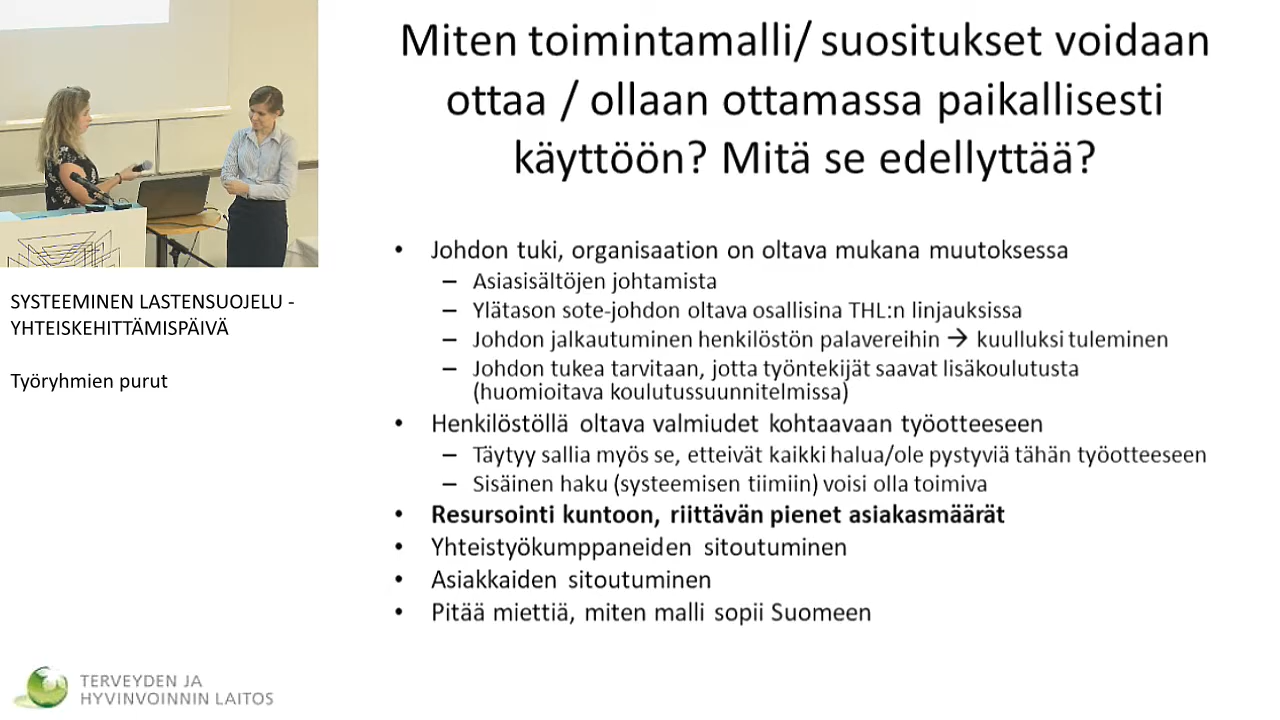 Miten toimintamalli/ suositukset voidaan
ottaa / ollaan ottamassa paikallisesti
käyttöön? Mitä se edellyttää?
• Johdon tuki, organisaation on oltava mukana muutoksessa
– Asiasisältöjen johtamista
– Ylätason sote-johdon oltava osallisina THL:n linjauksissa
– Johdon jalkautuminen henkilöstön palavereihin → kuulluksi tuleminen
– Johdon tukea tarvitaan, jotta työntekijät saavat lisäkoulutusta
(huomioitava koulutussuunnitelmissa)
• Henkilöstöllä oltava valmiudet kohtaavaan työotteeseen
– Täytyy sallia myös se, etteivät kaikki halua/ole pystyviä tähän työotteeseen
– Sisäinen haku (systeemisen tiimiin) voisi olla toimiva
• Resursointi kuntoon, riittävän pienet asiakasmäärät
• Yhteistyökumppaneiden sitoutuminen
• Asiakkaiden sitoutuminen
• Pitää miettiä, miten malli sopii Suomeen
SYSTEEMINEN LASTENSUOJELU -
YHTEISKEHITTÄMISPÄIVÄ
Työryhmien purut
TERVEYDEN JA
HYVINVOINNIN LAITOS